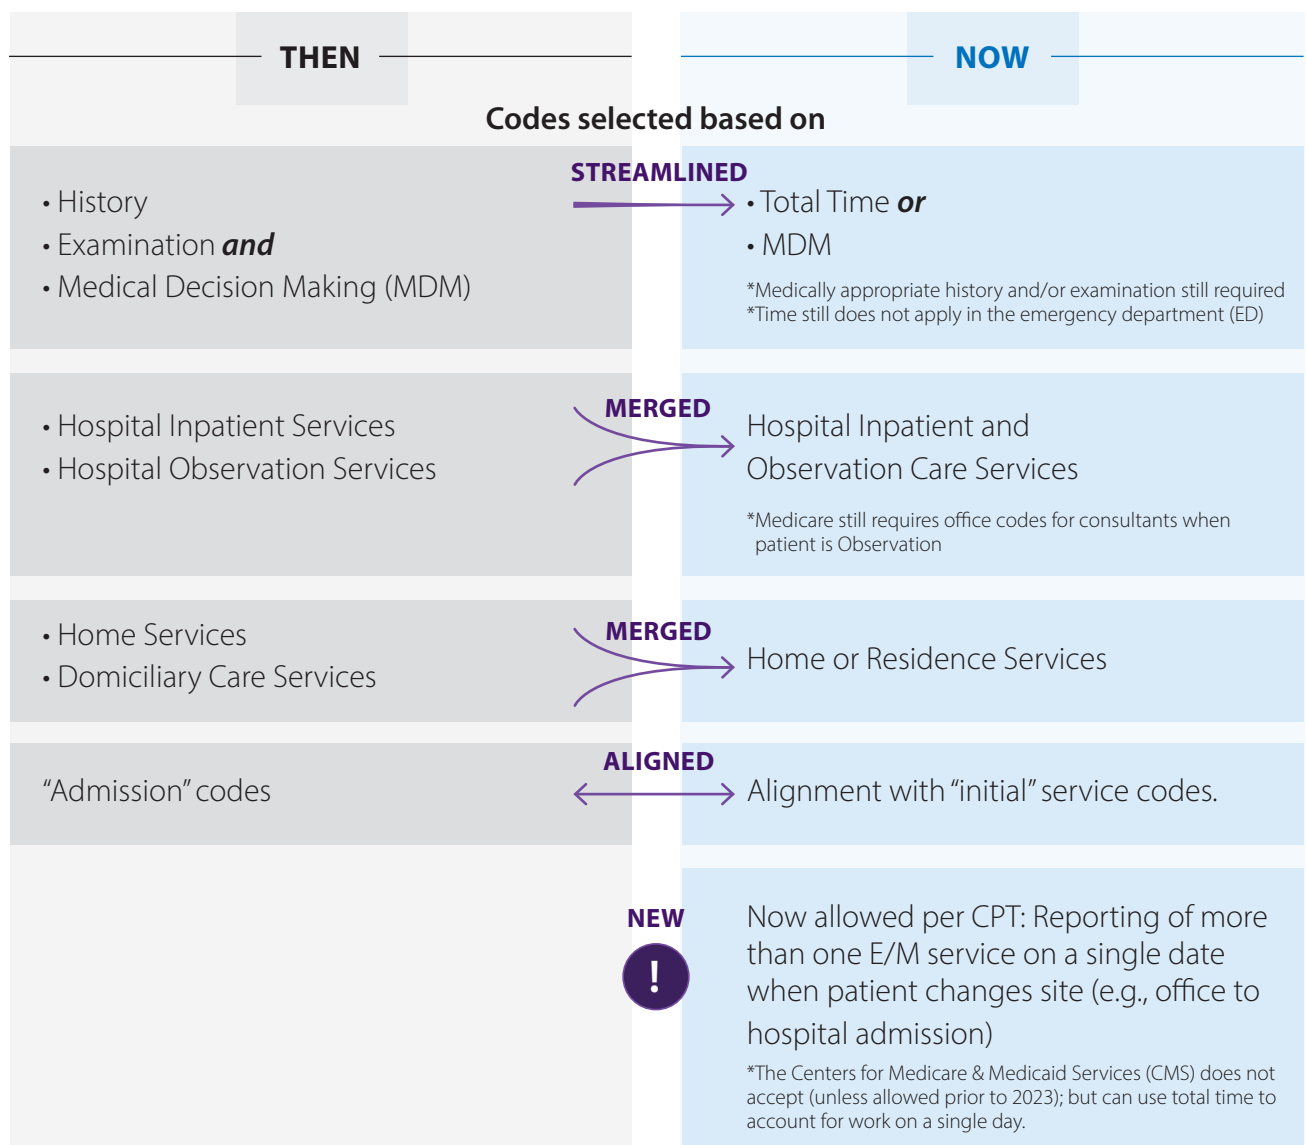 THEN
NOW
Codes selected based on
• History
• Examination and
• Medical Decision Making (MDM)
STREAMLINED
• Total Time or
• MDM
*Medically appropriate history and/or examination still required
*Time still does not apply in the emergency department (ED)
• Hospital Inpatient Services
• Hospital Observation Services
MERGED
Hospital Inpatient and
Observation Care Services
*Medicare still requires office codes for consultants when
patient is Observation
• Home Services
• Domiciliary Care Services
MERGED
Home or Residence Services
“Admission” codes
ALIGNED
Alignment with “initial” service codes.
NEW
!
Now allowed per CPT: Reporting of more
than one E/M service on a single date
when patient changes site (e.g., office to
hospital admission)
*The Centers for Medicare & Medicaid Services (CMS) does not
accept (unless allowed prior to 2023); but can use total time to
account for work on a single day.